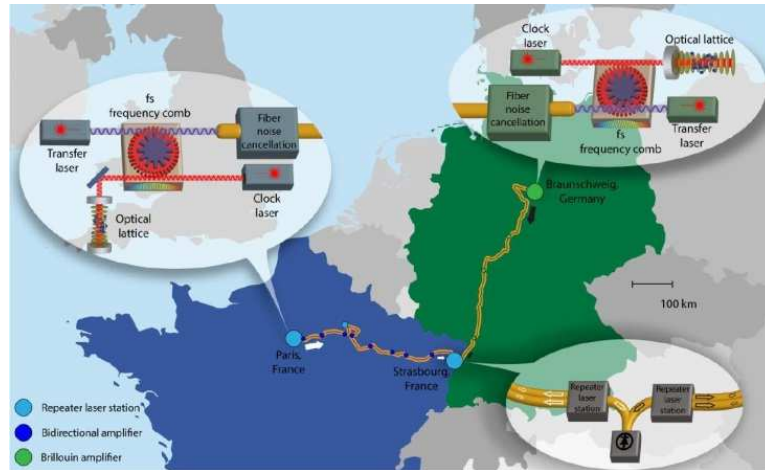 fs
frequency comb
Fiber
noise
cancellation
Transfer
laser
Clock
laser
Optical
lattice
Clock
laser
Optical lattice
Fiber
noise
cancellation
fs
frequency comb
Transfer
laser
Braunschweig,
Germany
100 km
Paris,
France
Strasbourg,
France
Repeater
laser
station
Repeater
laser
station
Repeater laser station
Bidirectional amplifier
Brillouin amplifier